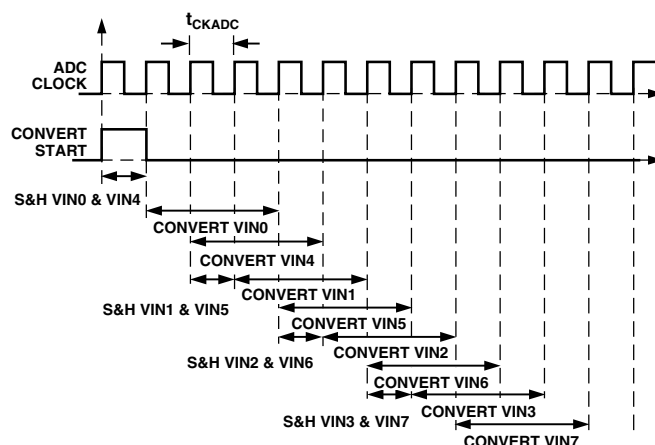 tCKADC
ADC
CLOCK
CONVERT
START
S&H VIN0 & VIN4
CONVERT VIN0
CONVERT VIN4
CONVERT VIN1
S&H VIN1 & VIN5
CONVERT VIN5
CONVERT VIN2
S&H VIN2 & VIN6
CONVERT VIN6
CONVERT VIN3
S&H VIN3 & VIN7
CONVERT VIN7